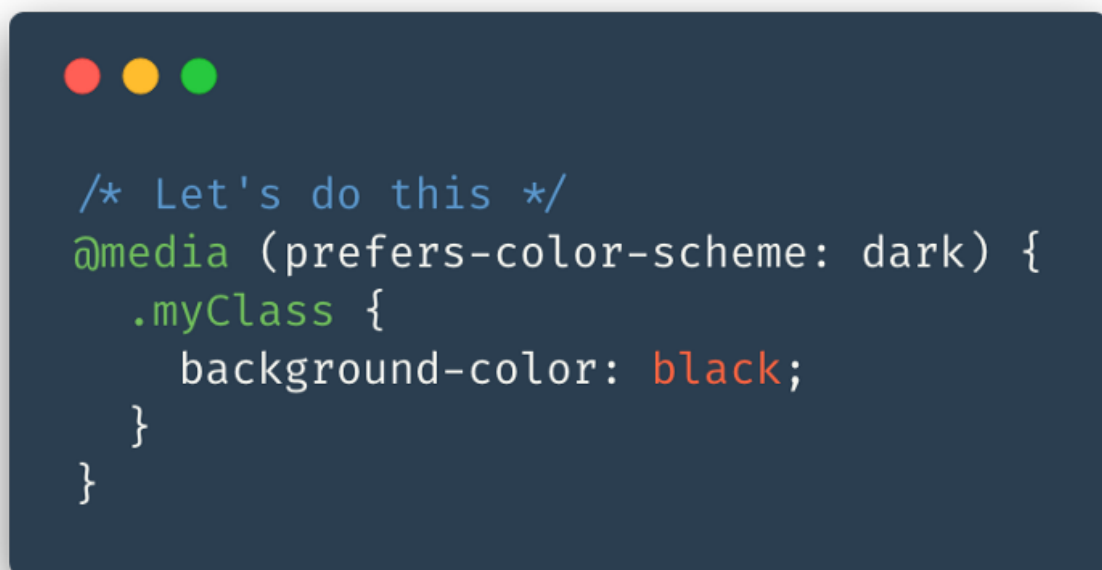 /* Let's do this */
@media (prefers-color-scheme: dark) {
  .myClass {
    background-color: black;
  }
}